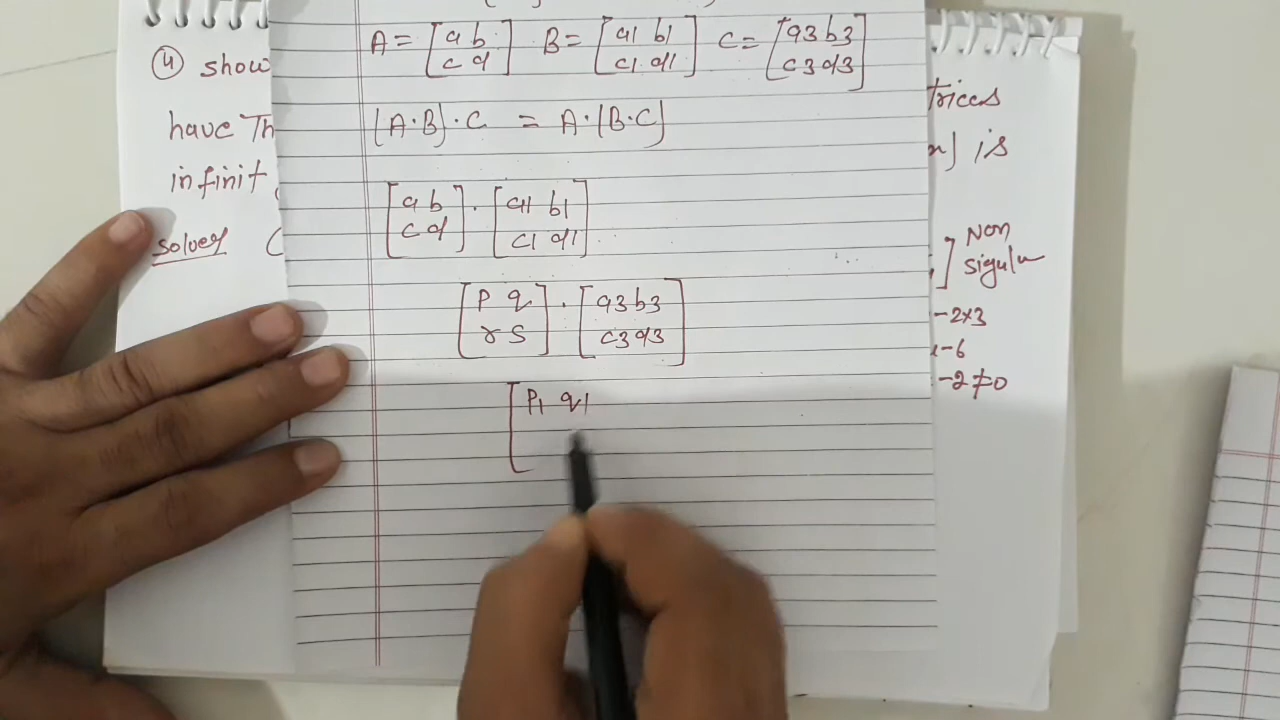 A = [a b c d] B = [a1 b1 c1 d1] C = [a3 b3 c3 d3]
(A·B)·C = A·(B·C)
[a b c d] · [a1 b1 c1 d1]
[P q r s] · [a3 b3 c3 d3]
[P1 q1
④ show
have Th
infinit
solved (
trices
n) is
] Non
sigular
-2×3
-6
-2≠0